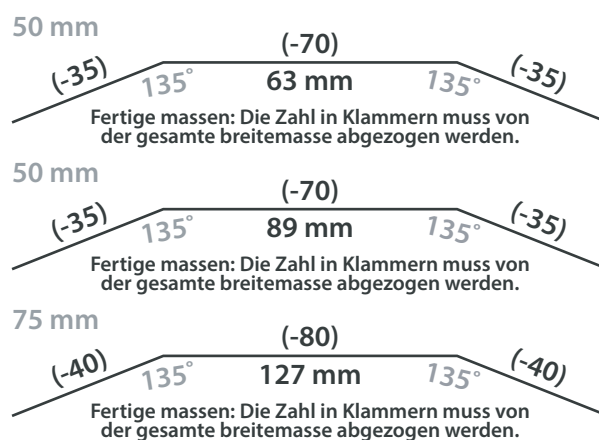 50 mm
(-70)
(-35) (-35)
135° 63 mm 135°
Fertige massen: Die Zahl in Klammern muss von
der gesamte breitemasse abgezogen werden.
50 mm
(-70)
(-35) (-35)
135° 89 mm 135°
Fertige massen: Die Zahl in Klammern muss von
der gesamte breitemasse abgezogen werden.
75 mm
(-80)
(-40) (-40)
135° 127 mm 135°
Fertige massen: Die Zahl in Klammern muss von
der gesamte breitemasse abgezogen werden.